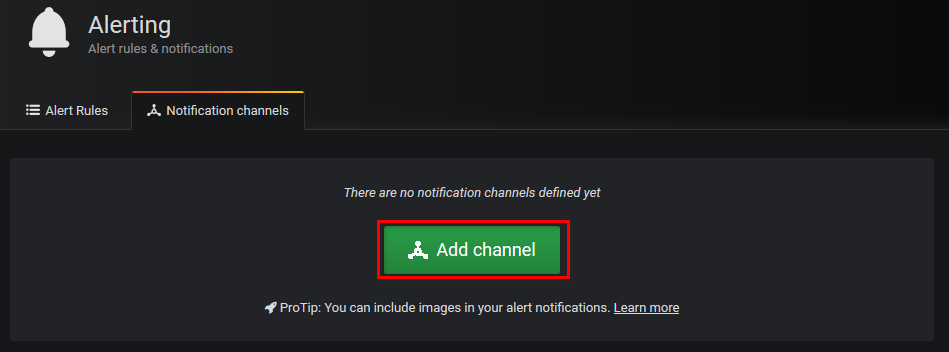 Alerting
Alert rules & notifications
Alert Rules
Notification channels
There are no notification channels defined yet
Add channel
ProTip: You can include images in your alert notifications. Learn more